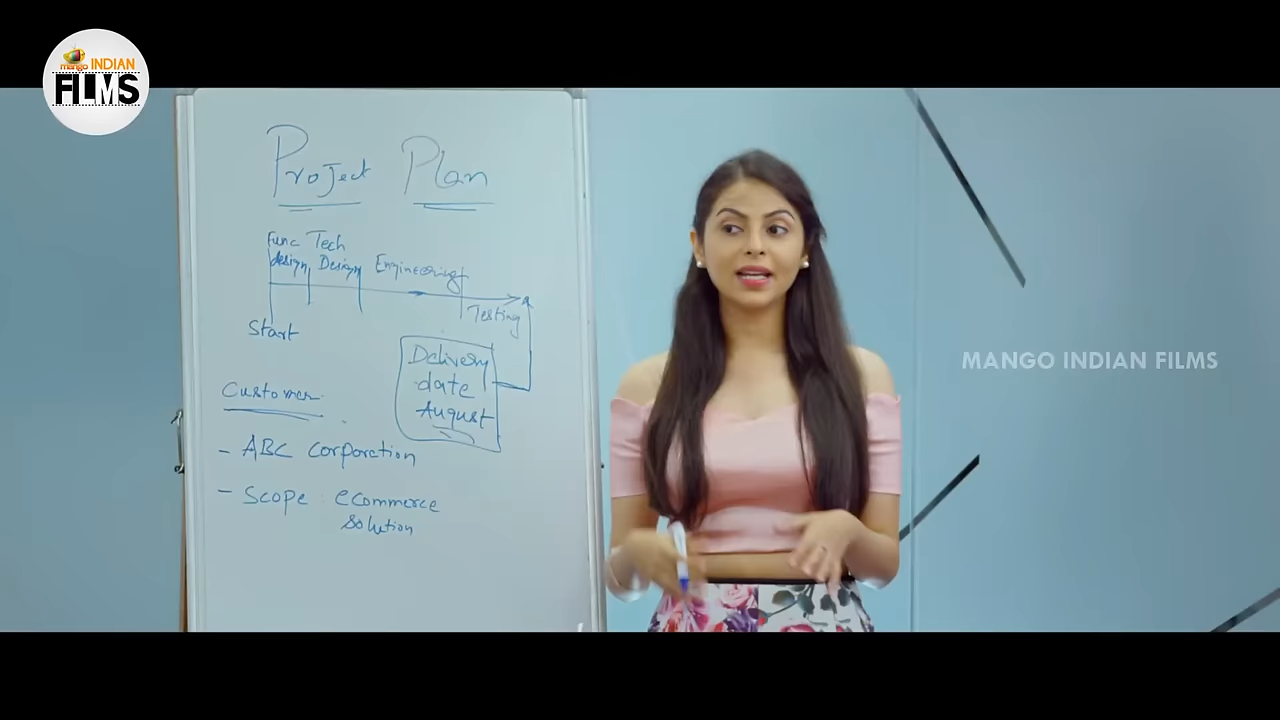 mango INDIAN
FILMS
Project Plan
Func Tech
design Design Engineering
Testing
Start
Delivery
date
August
Customer
- ABC Corporation
- Scope : eCommerce
Solution
MANGO INDIAN FILMS